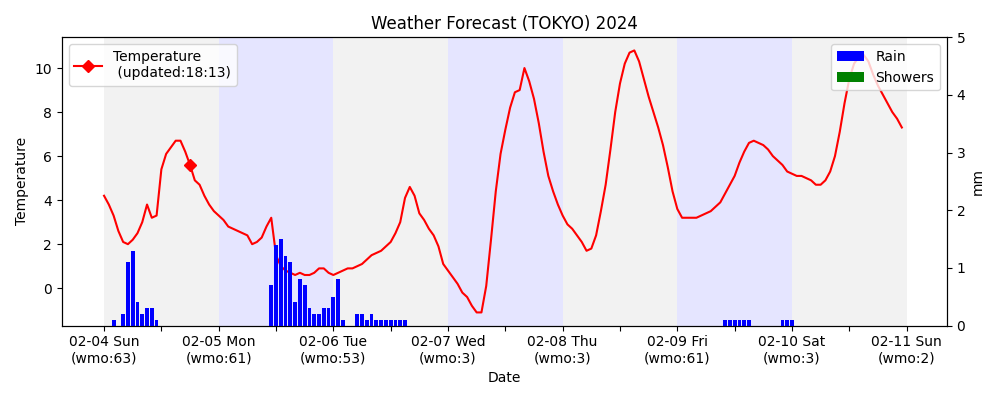 Weather Forecast (TOKYO) 2024
Temperature
(updated:18:13)
Rain
Showers
Temperature
10
8
6
4
2
0
5
4
3
2
1
0
mm
02-04 Sun
(wmo:63)
02-05 Mon
(wmo:61)
02-06 Tue
(wmo:53)
02-07 Wed
(wmo:3)
02-08 Thu
(wmo:3)
02-09 Fri
(wmo:61)
02-10 Sat
(wmo:3)
02-11 Sun
(wmo:2)
Date